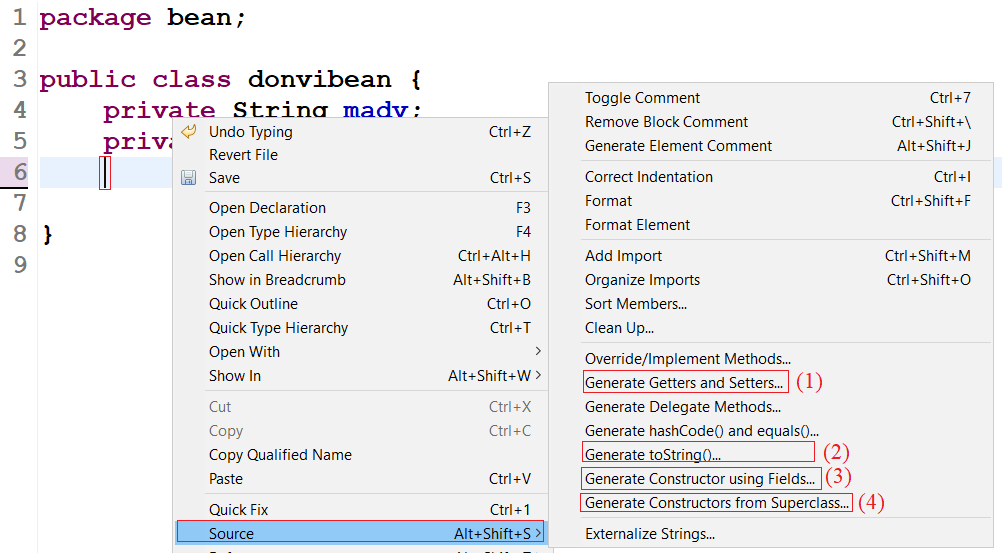 1 package bean;
2
3 public class donvibean {
4 private String madv;
5 priva
6
7
8 }
9
Undo Typing Ctrl+Z
Revert File
Save Ctrl+S
Open Declaration F3
Open Type Hierarchy F4
Open Call Hierarchy Ctrl+Alt+H
Show in Breadcrumb Alt+Shift+B
Quick Outline Ctrl+O
Quick Type Hierarchy Ctrl+T
Open With >
Show In Alt+Shift+W >
Cut Ctrl+X
Copy Ctrl+C
Copy Qualified Name
Paste Ctrl+V
Quick Fix Ctrl+1
Source Alt+Shift+S >
Toggle Comment Ctrl+7
Remove Block Comment Ctrl+Shift+\
Generate Element Comment Alt+Shift+J
Correct Indentation Ctrl+I
Format Ctrl+Shift+F
Format Element
Add Import Ctrl+Shift+M
Organize Imports Ctrl+Shift+O
Sort Members...
Clean Up...
Override/Implement Methods...
Generate Getters and Setters... (1)
Generate Delegate Methods...
Generate hashCode() and equals()...
Generate toString()... (2)
Generate Constructor using Fields... (3)
Generate Constructors from Superclass... (4)
Externalize Strings...